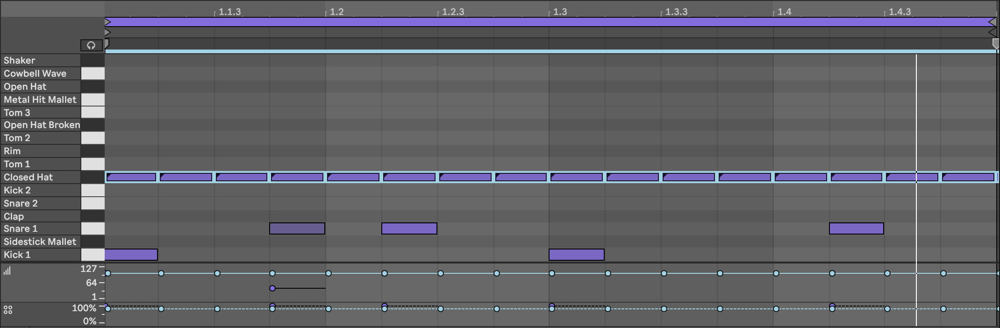 1.1.3 1.2 1.2.3 1.3 1.3.3 1.4 1.4.3
Shaker
Cowbell Wave
Open Hat
Metal Hit Mallet
Tom 3
Open Hat Broken
Tom 2
Rim
Tom 1
Closed Hat
Kick 2
Snare 2
Clap
Snare 1
Sidestick Mallet
Kick 1
127
64
1
100%
0%